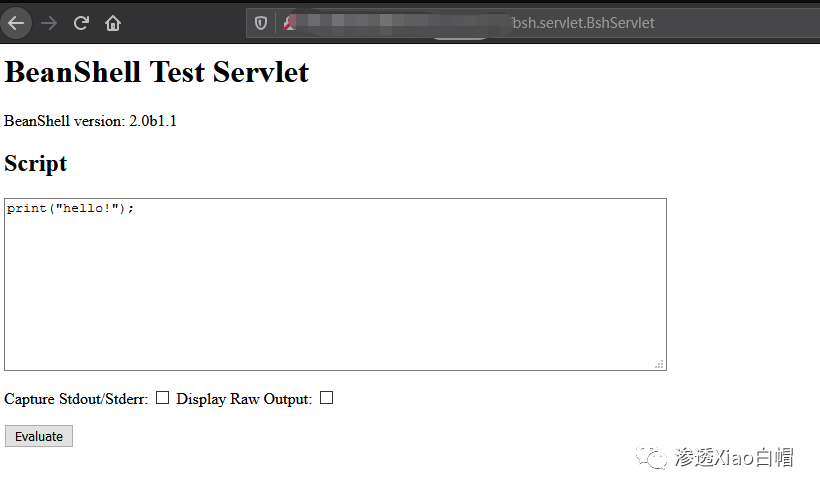 /bsh.servlet.BshServlet
BeanShell Test Servlet
BeanShell version: 2.0b1.1
Script
print("hello!");
Capture Stdout/Stderr: Display Raw Output:
Evaluate
渗透Xiao白帽